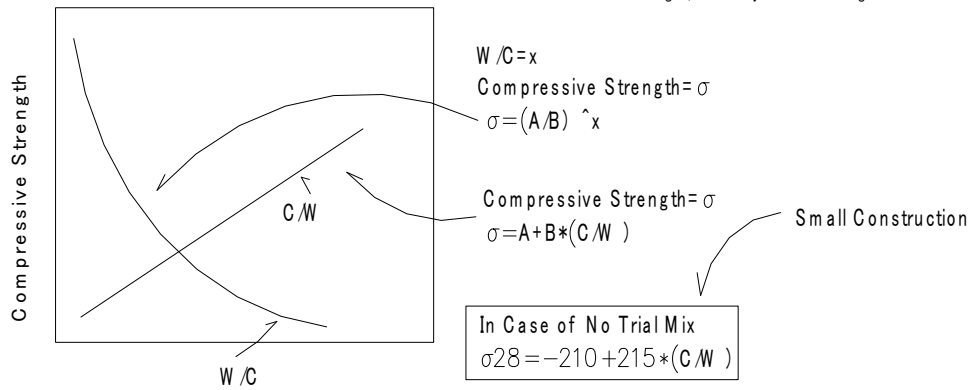 W/C=x
Compressive Strength=σ
σ=(A/B) ^x
Compressive Strength
C/W
Compressive Strength=σ
σ=A+B*(C/W )
Small Construction
In Case of No Trial Mix
σ28=-210+215*(C/W )
W/C